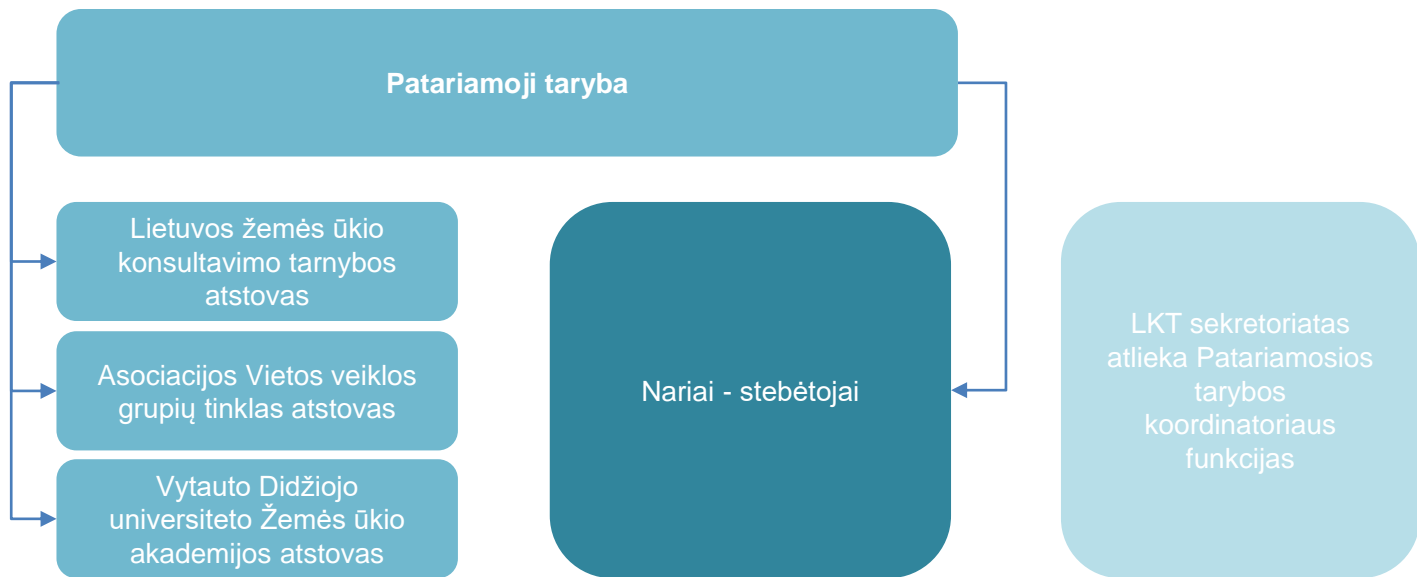 Patariamoji taryba
Lietuvos žemės ūkio
konsultavimo tarnybos
atstovas
Asociacijos Vietos veiklos
grupių tinklas atstovas
Vytauto Didžiojo
universiteto Žemės ūkio
akademijos atstovas
Nariai - stebėtojai
LKT sekretoriatas
atlieka Patariamosios
tarybos
koordinatoriaus
funkcijas